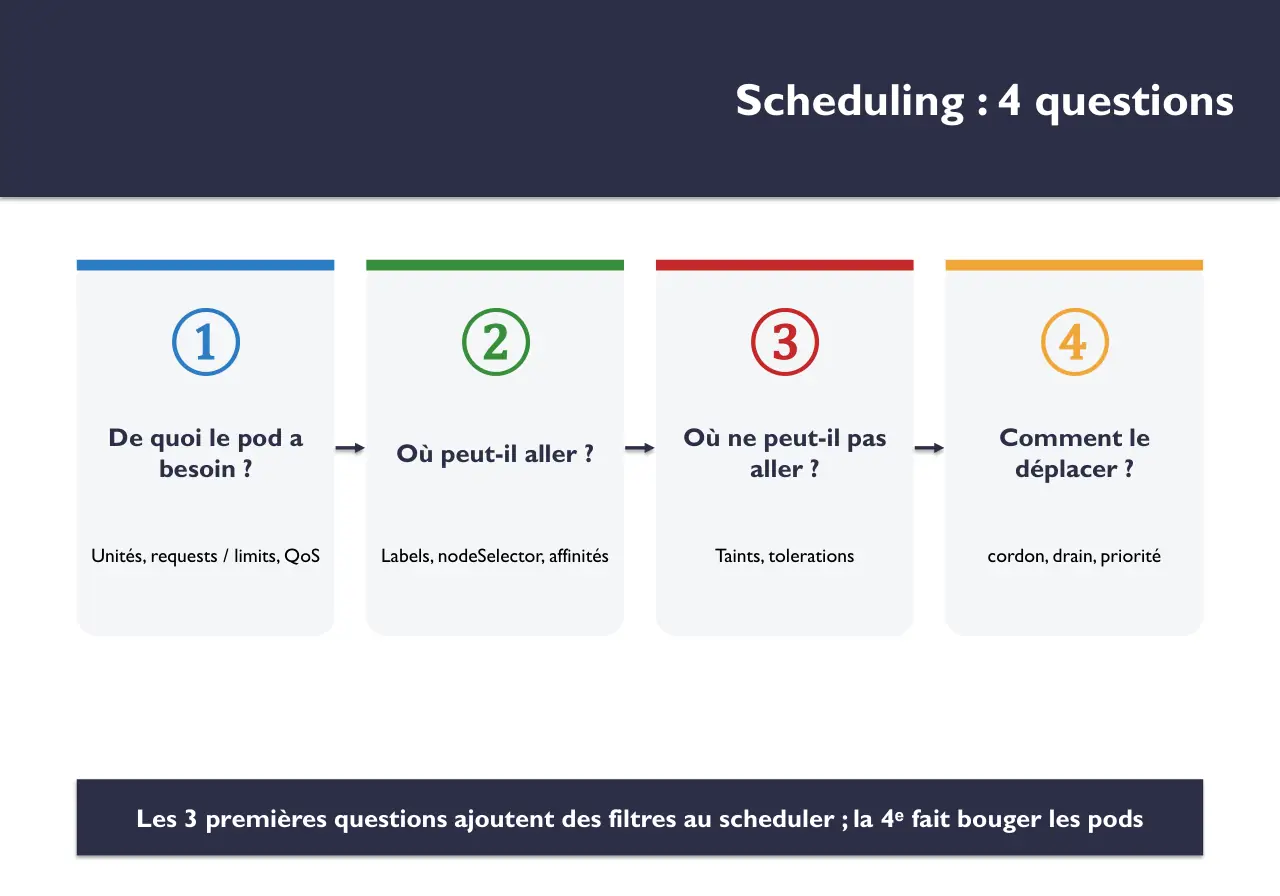 Scheduling : 4 questions
1
De quoi le pod a
besoin ?
Unités, requests / limits, QoS
2
Où peut-il aller ?
Labels, nodeSelector, affinités
3
Où ne peut-il pas
aller ?
Taints, tolerations
4
Comment le
déplacer ?
cordon, drain, priorité
Les 3 premières questions ajoutent des filtres au scheduler ; la 4ᵉ fait bouger les pods